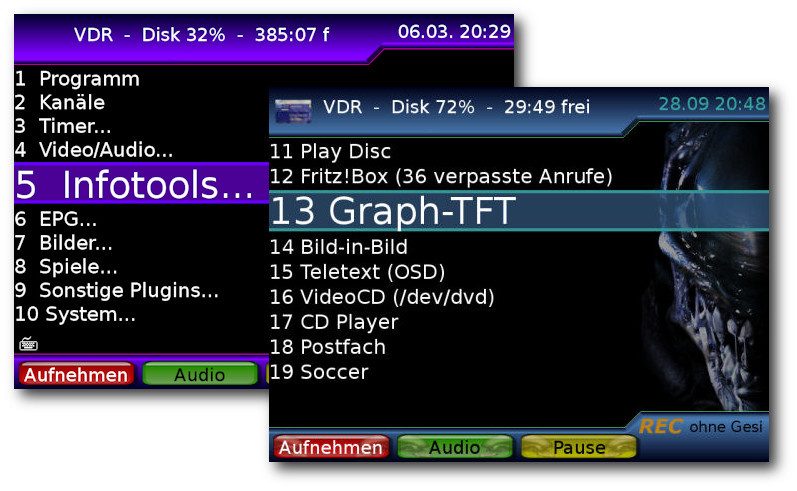 VDR - Disk 32% - 385:07 f
06.03. 20:29
1 Programm
2 Kanäle
3 Timer...
4 Video/Audio...
5 Infotools...
6 EPG...
7 Bilder...
8 Spiele...
9 Sonstige Plugins...
10 System...
Aufnehmen
Audio
VDR - Disk 72% - 29:49 frei
28.09 20:48
11 Play Disc
12 Fritz!Box (36 verpasste Anrufe)
13 Graph-TFT
14 Bild-in-Bild
15 Teletext (OSD)
16 VideoCD (/dev/dvd)
17 CD Player
18 Postfach
19 Soccer
REC ohne Gesi
Aufnehmen
Audio
Pause